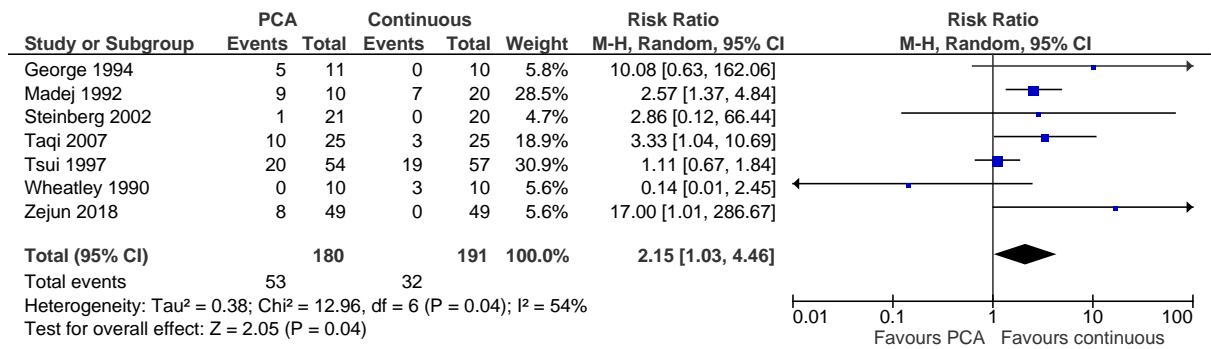 PCA Continuous Risk Ratio Risk Ratio
Study or Subgroup Events Total Events Total Weight M-H, Random, 95% CI M-H, Random, 95% CI
George 1994 5 11 0 10 5.8% 10.08 [0.63, 162.06]
Madej 1992 9 10 7 20 28.5% 2.57 [1.37, 4.84]
Steinberg 2002 1 21 0 20 4.7% 2.86 [0.12, 66.44]
Taqi 2007 10 25 3 25 18.9% 3.33 [1.04, 10.69]
Tsui 1997 20 54 19 57 30.9% 1.11 [0.67, 1.84]
Wheatley 1990 0 10 3 10 5.6% 0.14 [0.01, 2.45]
Zejun 2018 8 49 0 49 5.6% 17.00 [1.01, 286.67]
Total (95% CI) 180 191 100.0% 2.15 [1.03, 4.46]
Total events 53 32
Heterogeneity: Tau² = 0.38; Chi² = 12.96, df = 6 (P = 0.04); I² = 54%
Test for overall effect: Z = 2.05 (P = 0.04)
0.01 0.1 1 10 100
Favours PCA Favours continuous